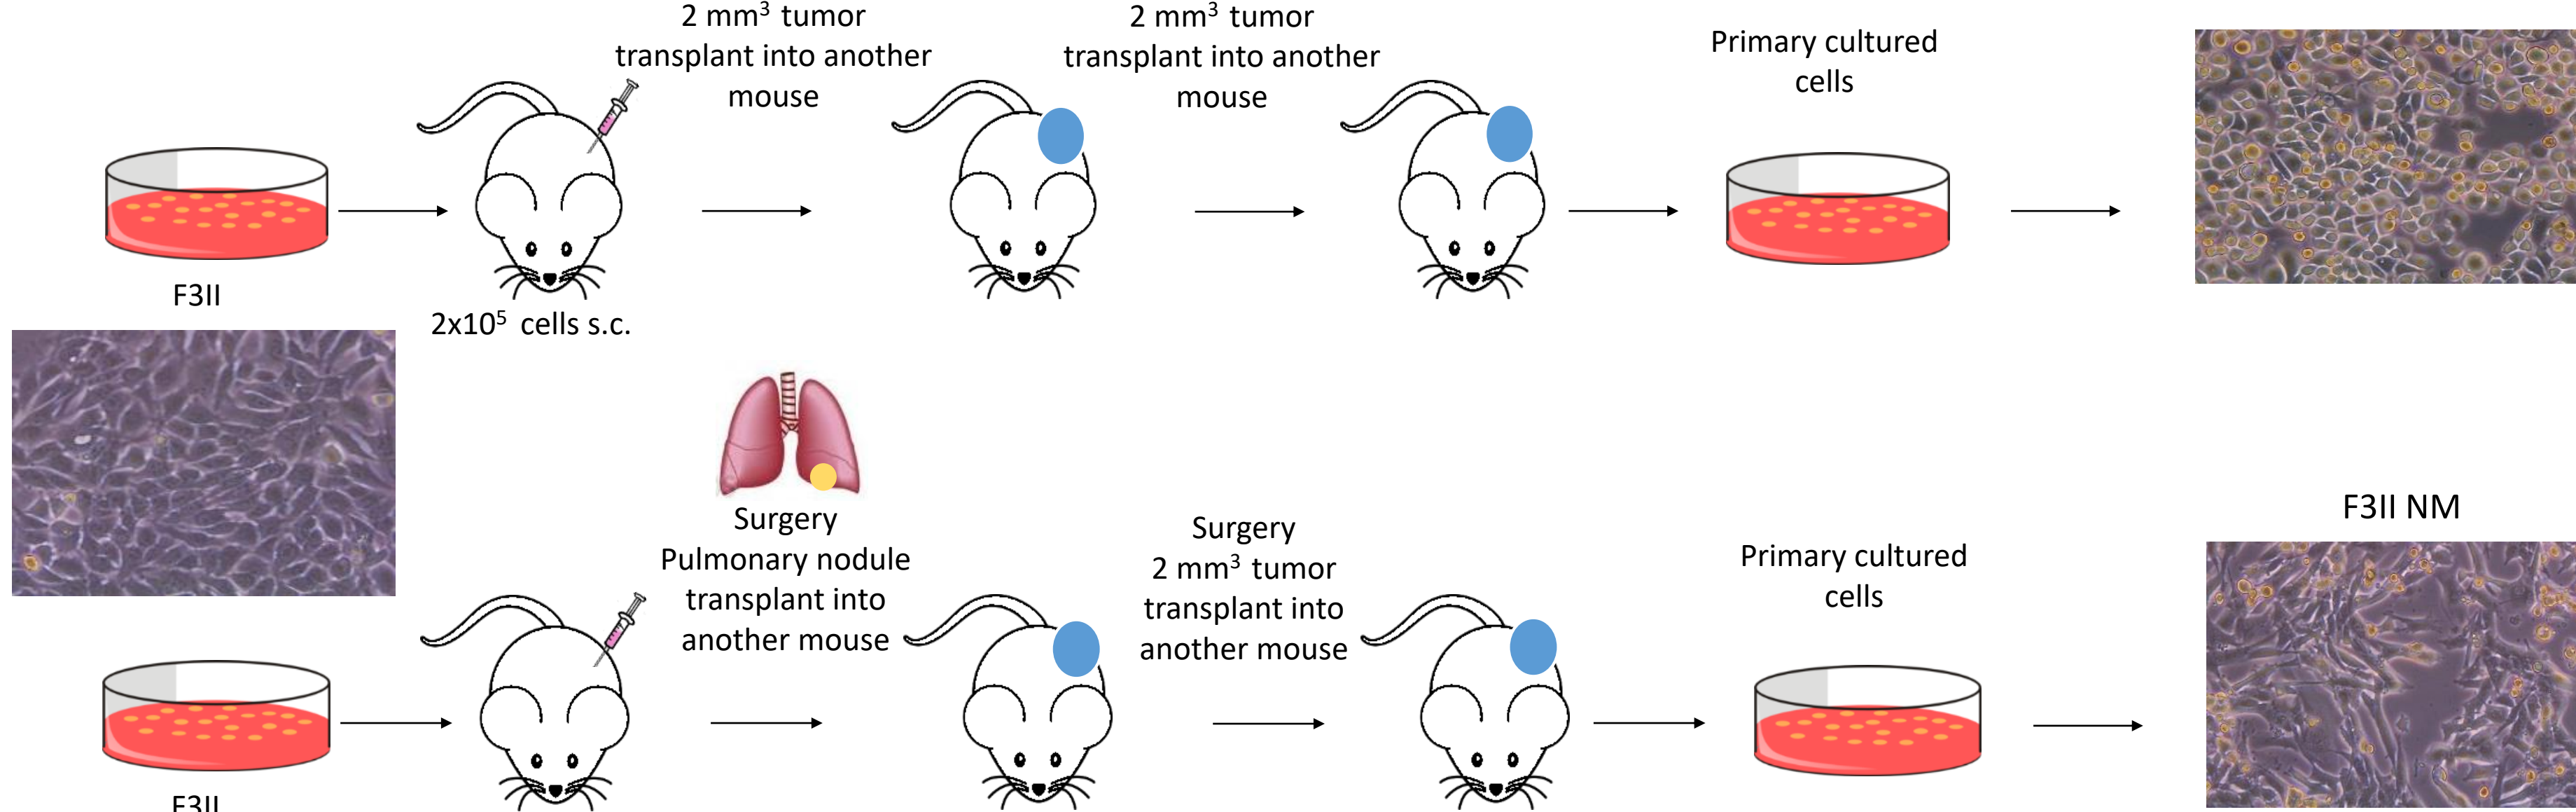 2 mm³ tumor
transplant into another
mouse
2 mm³ tumor
transplant into another
mouse
Primary cultured
cells
F3II
2x10⁵ cells s.c.
Surgery
Pulmonary nodule
transplant into
another mouse
Surgery
2 mm³ tumor
transplant into
another mouse
Primary cultured
cells
F3II NM
F3II